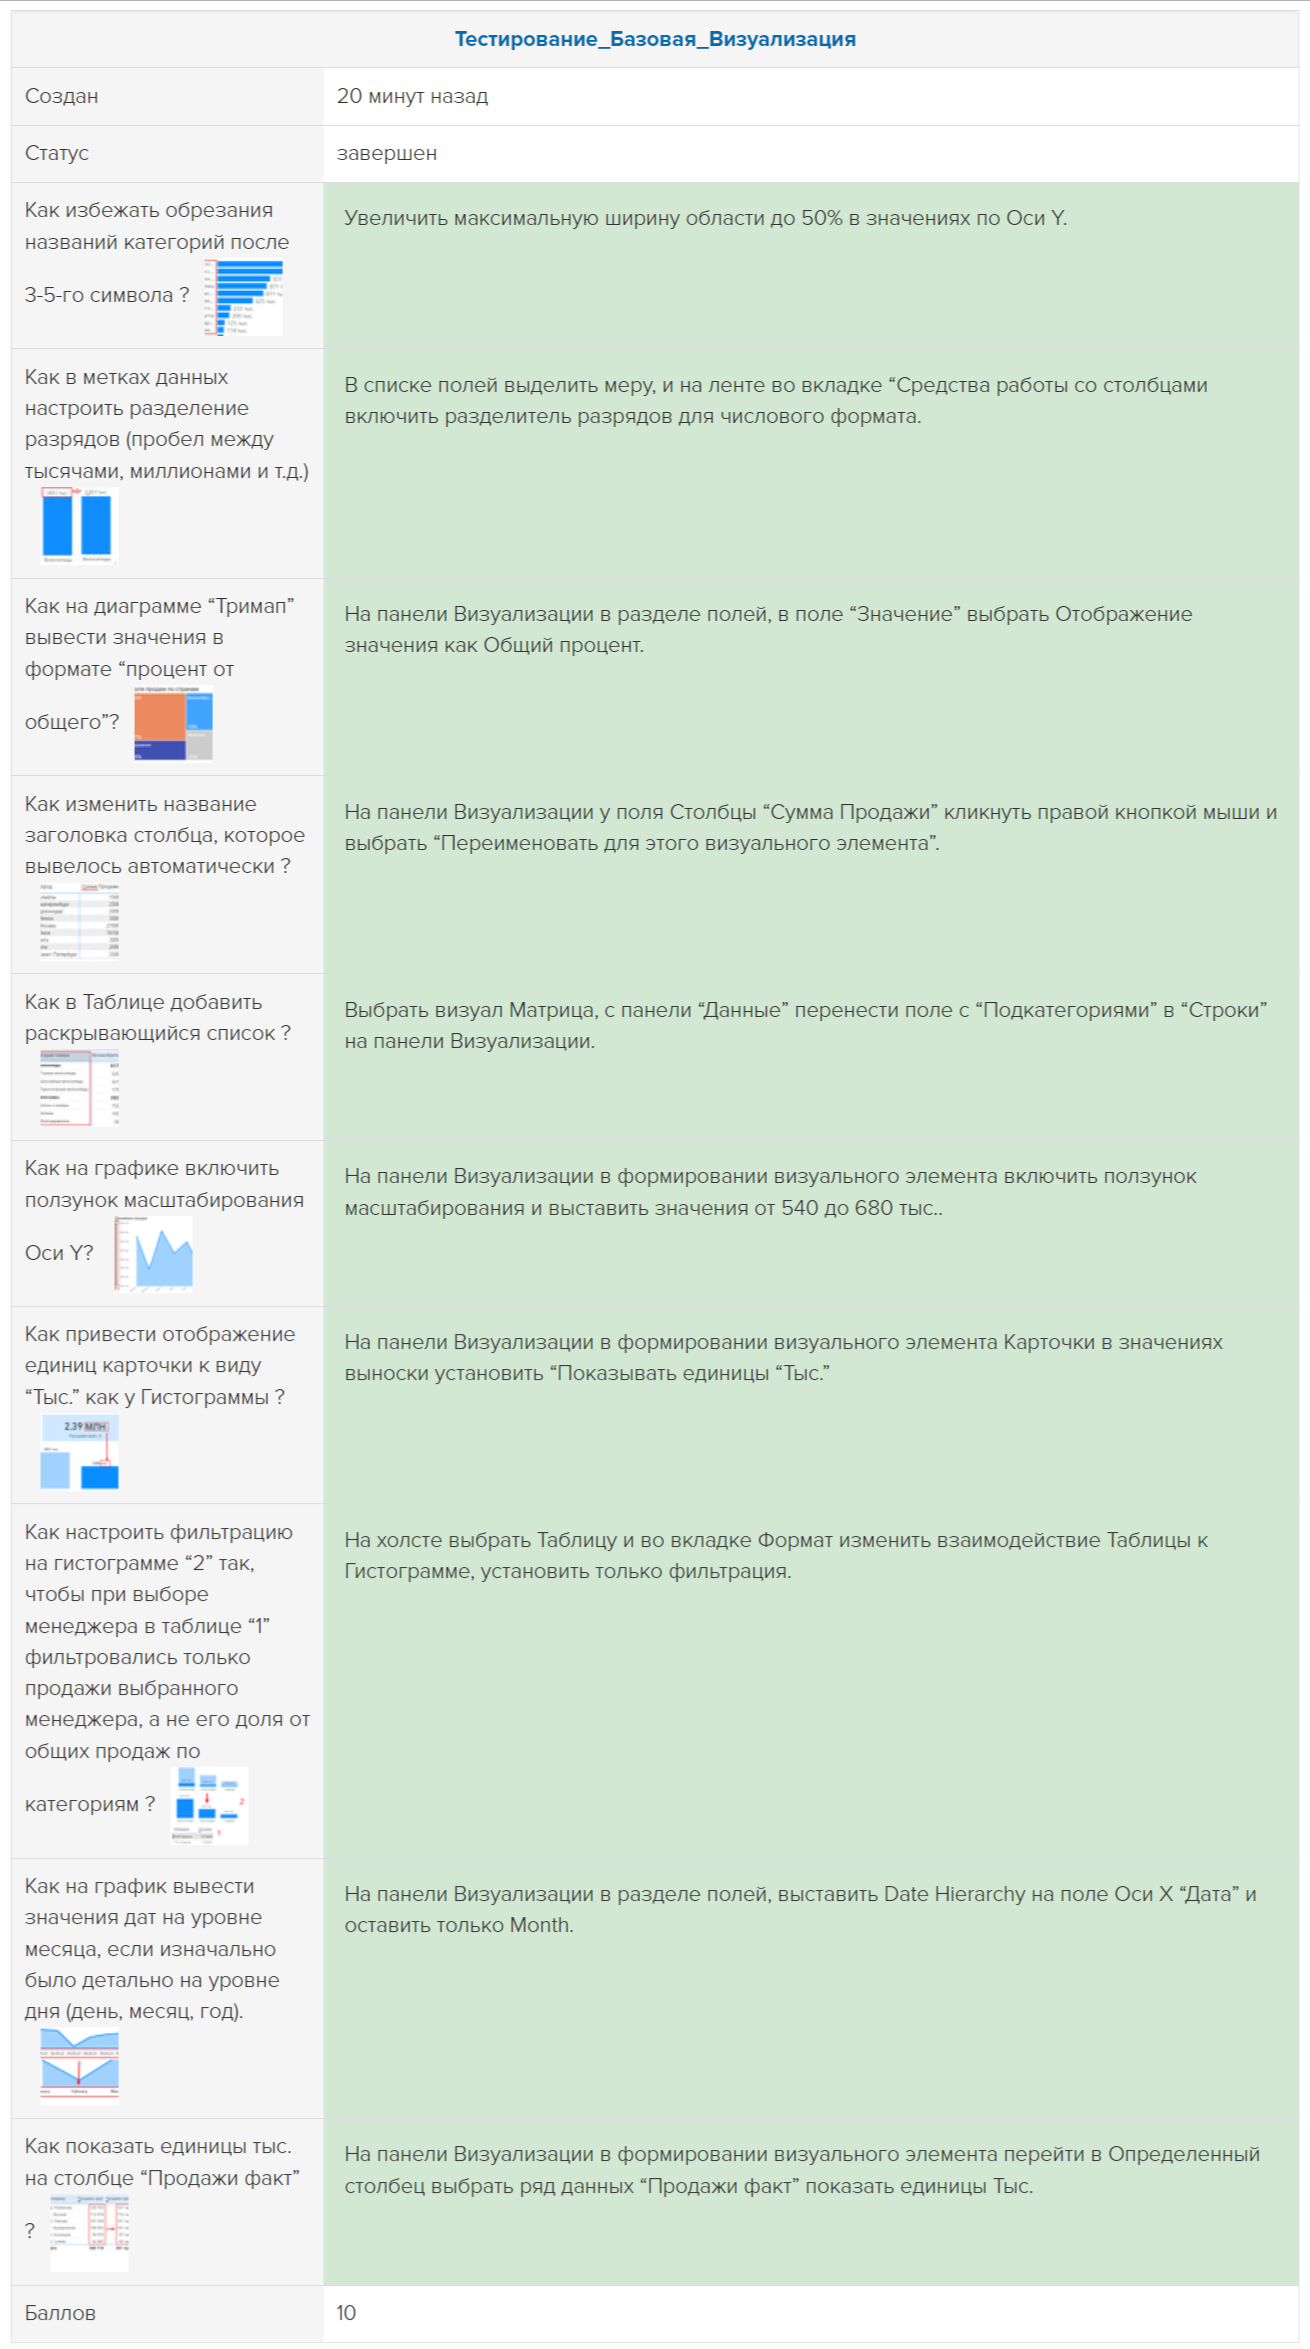 Тестирование_Базовая_Визуализация
Создан
20 минут назад
Статус
завершен
Как избежать обрезания
названий категорий после
3-5-го символа ?
Увеличить максимальную ширину области до 50% в значениях по Оси Y.
Как в метках данных
настроить разделение
разрядов (пробел между
тысячами, миллионами и т.д.)
В списке полей выделить меру, и на ленте во вкладке “Средства работы со столбцами
включить разделитель разрядов для числового формата.
Как на диаграмме “Тримап”
вывести значения в
формате “процент от
общего”?
На панели Визуализации в разделе полей, в поле “Значение” выбрать Отображение
значения как Общий процент.
Как изменить название
заголовка столбца, которое
вывелось автоматически ?
На панели Визуализации у поля Столбцы “Сумма Продажи” кликнуть правой кнопкой мыши и
выбрать “Переименовать для этого визуального элемента”.
Как в Таблице добавить
раскрывающийся список ?
Выбрать визуал Матрица, с панели “Данные” перенести поле с “Подкатегориями” в “Строки”
на панели Визуализации.
Как на графике включить
ползунок масштабирования
Оси Y?
На панели Визуализации в формировании визуального элемента включить ползунок
масштабирования и выставить значения от 540 до 680 тыс..
Как привести отображение
единиц карточки к виду
“Тыс.” как у Гистограммы ?
2,39 МЛН
На панели Визуализации в формировании визуального элемента Карточки в значениях
выноски установить “Показывать единицы “Тыс.”
Как настроить фильтрацию
на гистограмме “2” так,
чтобы при выборе
менеджера в таблице “1”
фильтровались только
продажи выбранного
менеджера, а не его доля от
общих продаж по
категориям ?
2
1
На холсте выбрать Таблицу и во вкладке Формат изменить взаимодействие Таблицы к
Гистограмме, установить только фильтрация.
Как на график вывести
значения дат на уровне
месяца, если изначально
было детально на уровне
дня (день, месяц, год).
На панели Визуализации в разделе полей, выставить Date Hierarchy на поле Оси X “Дата” и
оставить только Month.
Как показать единицы тыс.
на столбце “Продажи факт”
?
На панели Визуализации в формировании визуального элемента перейти в Определенный
столбец выбрать ряд данных “Продажи факт” показать единицы Тыс.
Баллов
10